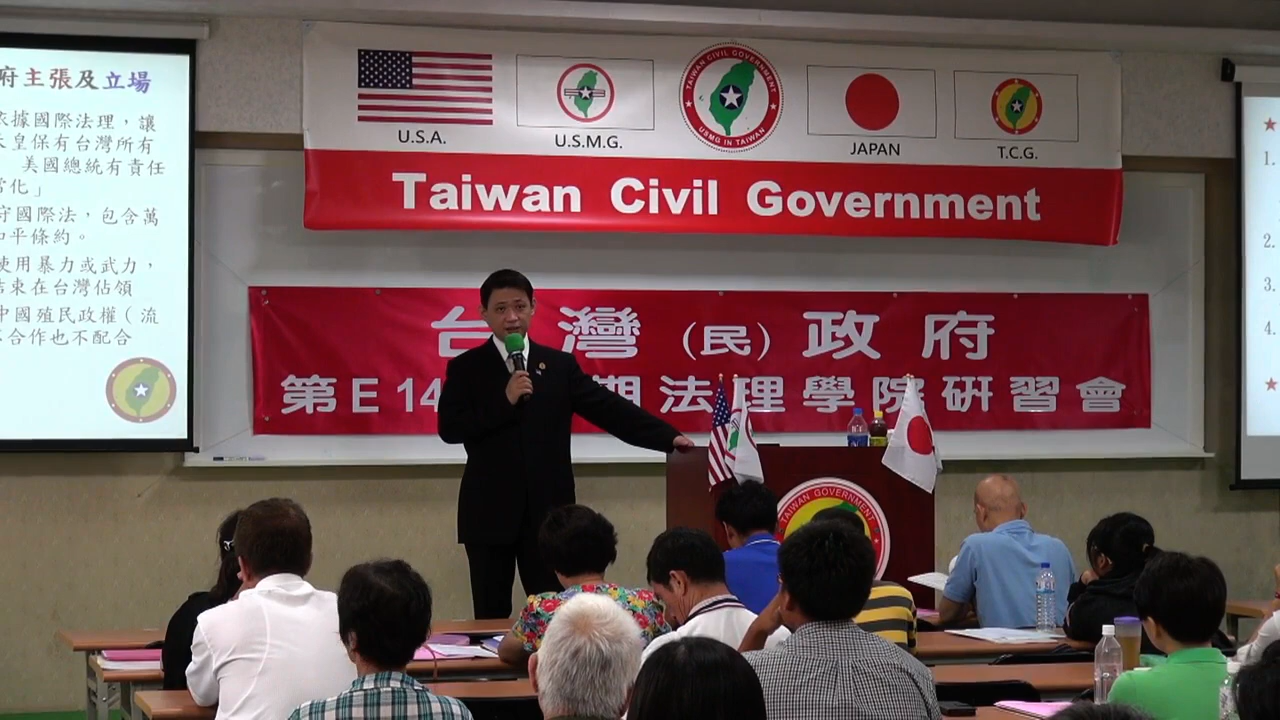 府主張及立場
依據國際法理，讓
天皇保有台灣所有
美國總統有責任
常化」
守國際法，包含萬
和平條約。
使用暴力或武力，
結束在台灣佔領
中國殖民政權（流
合作也不配合
U.S.A.
U.S.M.G.
TAIWAN CIVIL GOVERNMENT
USMG IN TAIWAN
JAPAN
T.C.G.
Taiwan Civil Government
台灣(民)政府
第E14 期法理學院研習會
TAIWAN GOVERNMENT
1.
2.
3.
4.